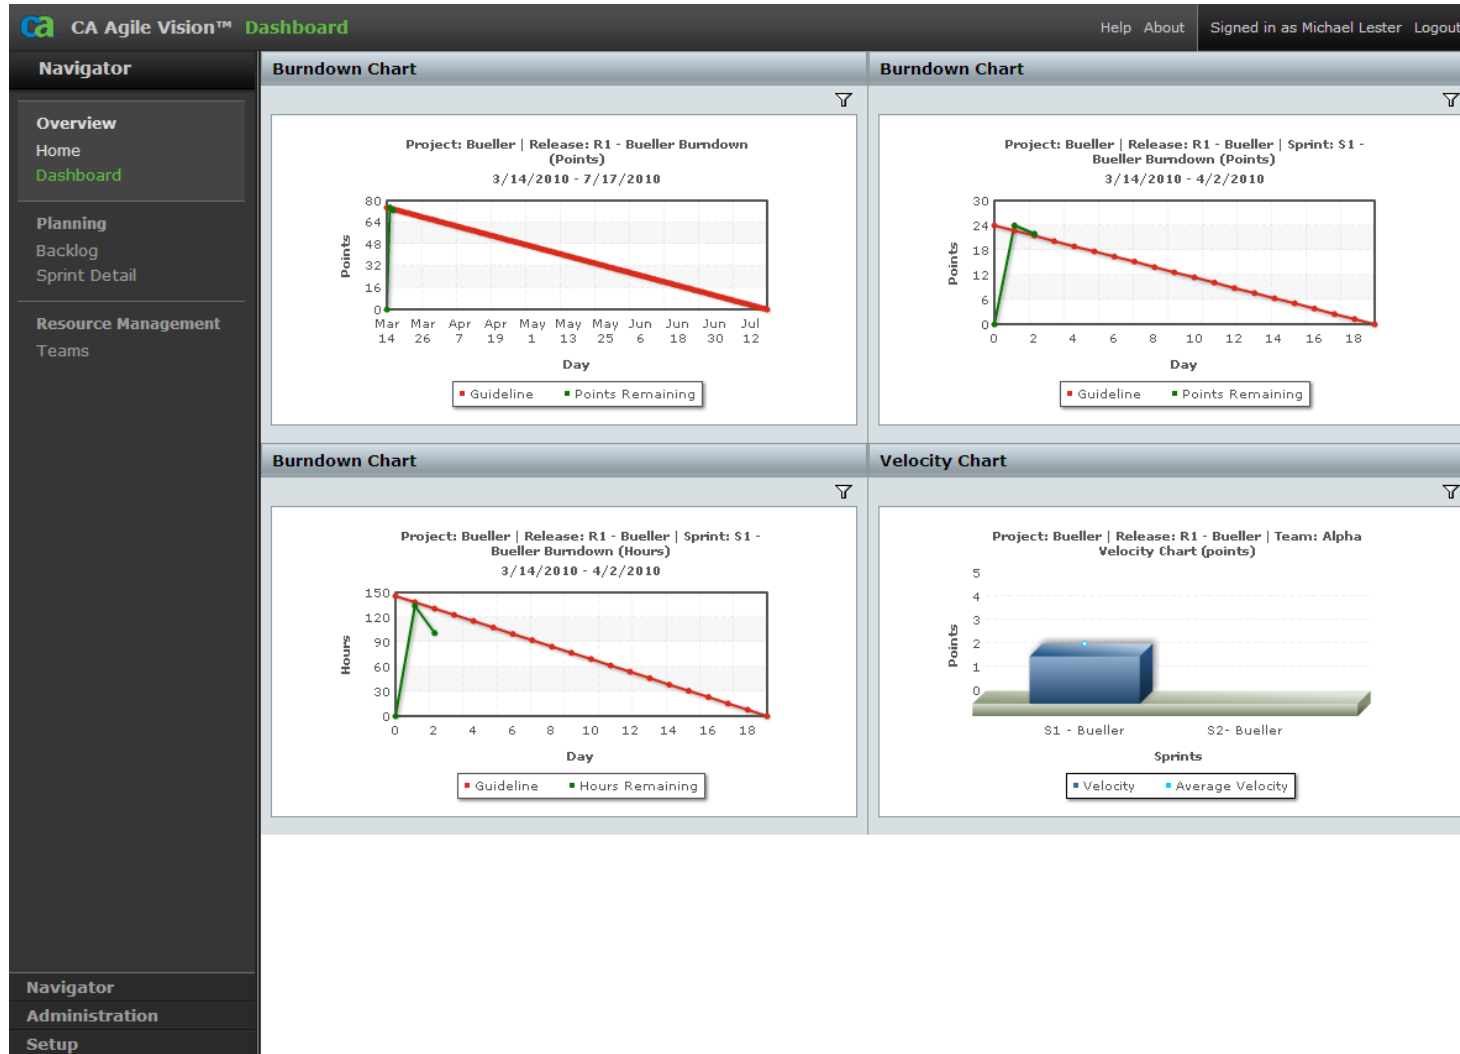 ca CA Agile Vision™ Dashboard Help About Signed in as Michael Lester Logout
Navigator
Overview
Home
Dashboard
Planning
Backlog
Sprint Detail
Resource Management
Teams
Navigator
Administration
Setup
Burndown Chart
Project: Bueller | Release: R1 - Bueller Burndown
(Points)
3/14/2010 - 7/17/2010
Points
80
64
48
32
16
0
Mar Mar Apr Apr May May May Jun Jun Jun Jul
14 26 7 19 1 13 25 6 18 30 12
Day
Guideline Points Remaining
Burndown Chart
Project: Bueller | Release: R1 - Bueller | Sprint: S1 -
Bueller Burndown (Points)
3/14/2010 - 4/2/2010
Points
30
24
18
12
6
0
0 2 4 6 8 10 12 14 16 18
Day
Guideline Points Remaining
Burndown Chart
Project: Bueller | Release: R1 - Bueller | Sprint: S1 -
Bueller Burndown (Hours)
3/14/2010 - 4/2/2010
Hours
150
120
90
60
30
0
0 2 4 6 8 10 12 14 16 18
Day
Guideline Hours Remaining
Velocity Chart
Project: Bueller | Release: R1 - Bueller | Team: Alpha
Velocity Chart (points)
Points
5
4
3
2
1
0
S1 - Bueller S2- Bueller
Sprints
Velocity Average Velocity